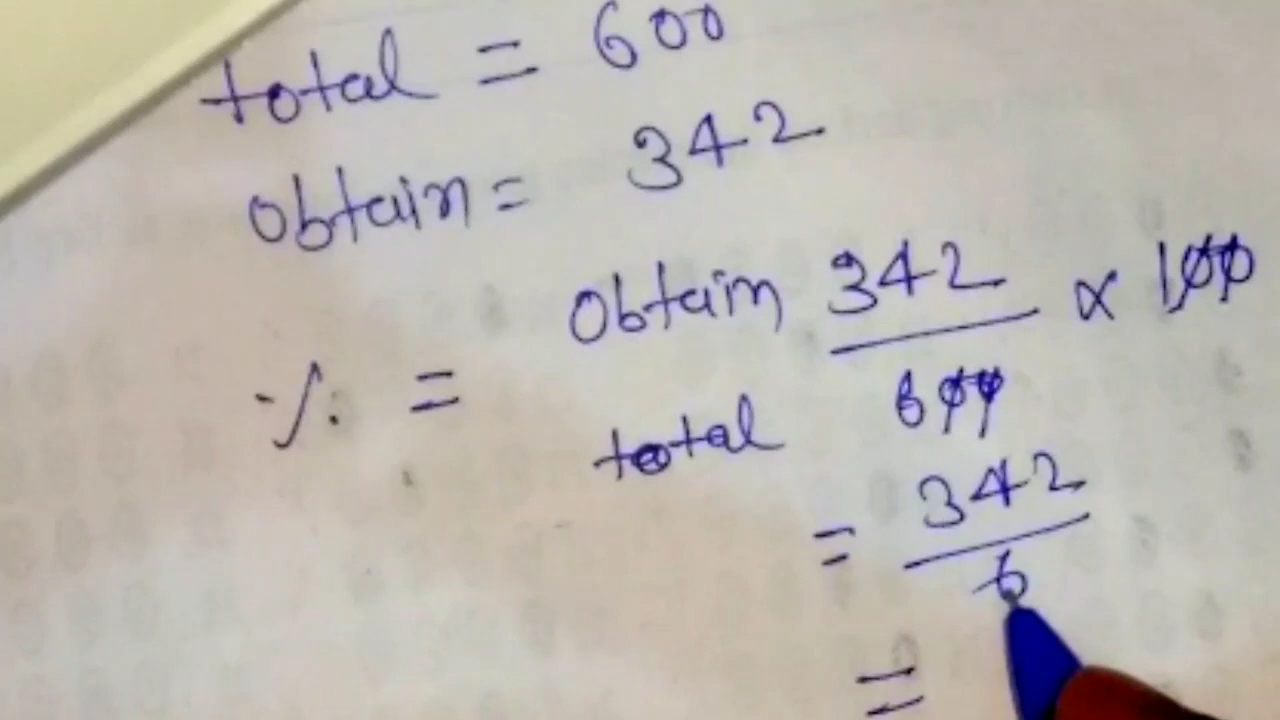 total = 600
obtain = 342
obtain 342 × 100
% =
total 600
= 342
6
=